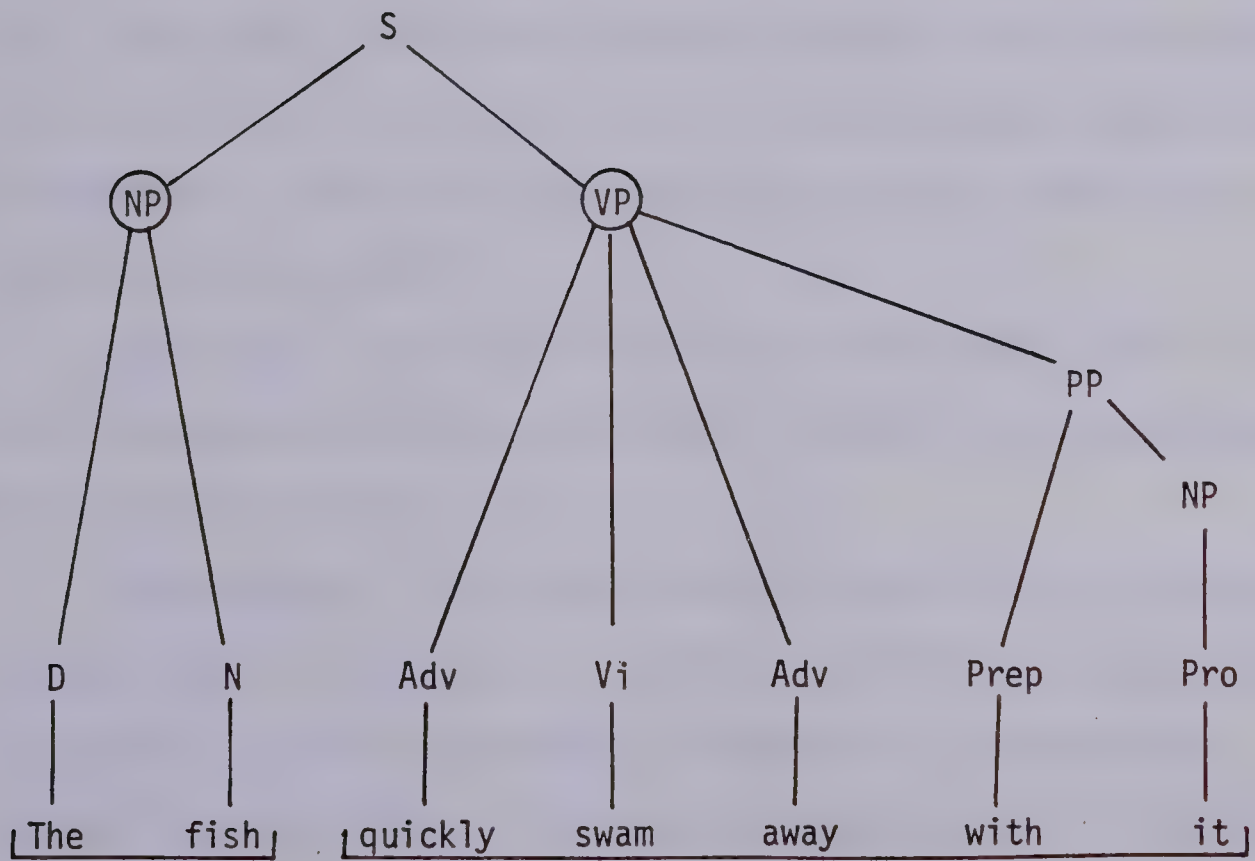 S
NP VP
PP
NP
D N Adv Vi Adv Prep Pro
The fish quickly swam away with it